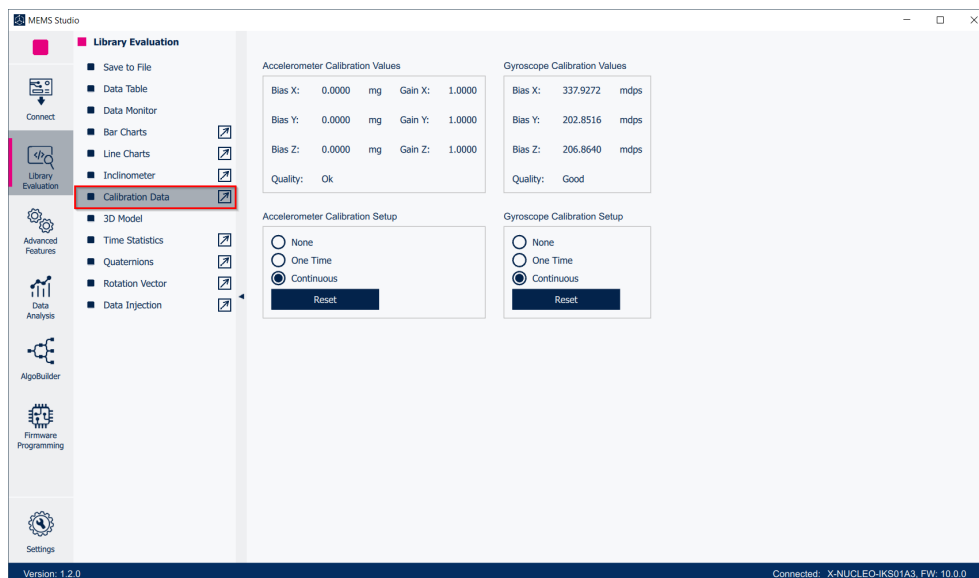 MEMS Studio
Library Evaluation
Connect
Library
Evaluation
Advanced
Features
Data
Analysis
AlgoBuilder
Firmware
Programming
Settings
Save to File
Data Table
Data Monitor
Bar Charts
Line Charts
Inclinometer
Calibration Data
3D Model
Time Statistics
Quaternions
Rotation Vector
Data Injection
Accelerometer Calibration Values
Bias X: 0.0000 mg Gain X: 1.0000
Bias Y: 0.0000 mg Gain Y: 1.0000
Bias Z: 0.0000 mg Gain Z: 1.0000
Quality: Ok
Gyroscope Calibration Values
Bias X: 337.9272 mdps
Bias Y: 202.8516 mdps
Bias Z: 206.8640 mdps
Quality: Good
Accelerometer Calibration Setup
None
One Time
Continuous
Reset
Gyroscope Calibration Setup
None
One Time
Continuous
Reset
Version: 1.2.0
Connected: X-NUCLEO-IKS01A3, FW: 10.0.0